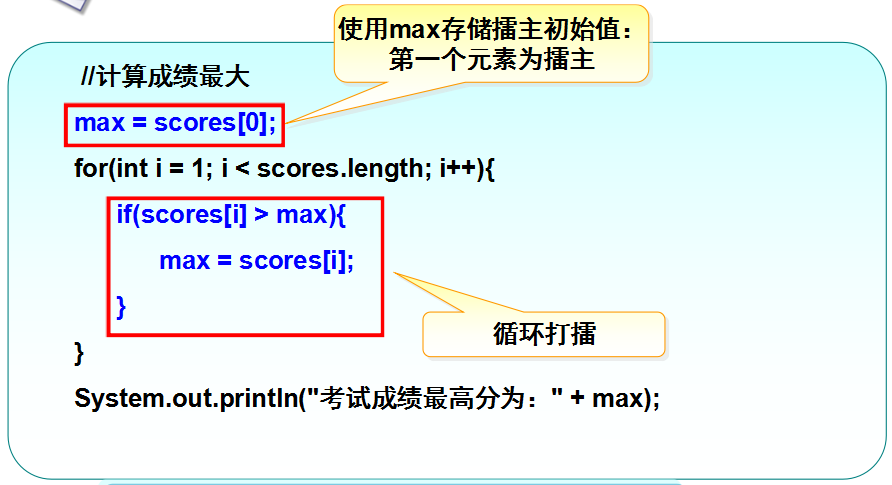 使用max存储擂主初始值：
第一个元素为擂主
//计算成绩最大
max = scores[0];
for(int i = 1; i < scores.length; i++){
if(scores[i] > max){
max = scores[i];
}
循环打擂
}
System.out.println("考试成绩最高分为：" + max);